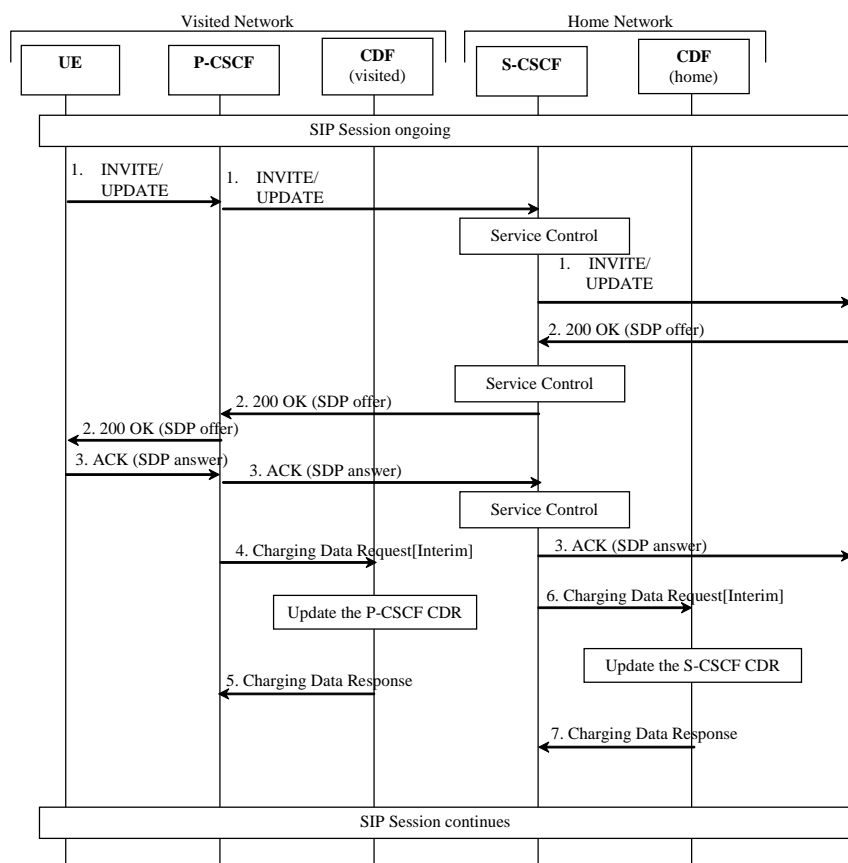 Visited Network
Home Network
UE
P-CSCF
CDF
(visited)
S-CSCF
CDF
(home)
SIP Session ongoing
1. INVITE/
UPDATE
1. INVITE/
UPDATE
Service Control
1. INVITE/
UPDATE
2. 200 OK (SDP offer)
Service Control
2. 200 OK (SDP offer)
2. 200 OK (SDP offer)
3. ACK (SDP answer)
3. ACK (SDP answer)
Service Control
4. Charging Data Request[Interim]
3. ACK (SDP answer)
6. Charging Data Request[Interim]
Update the P-CSCF CDR
Update the S-CSCF CDR
5. Charging Data Response
7. Charging Data Response
SIP Session continues